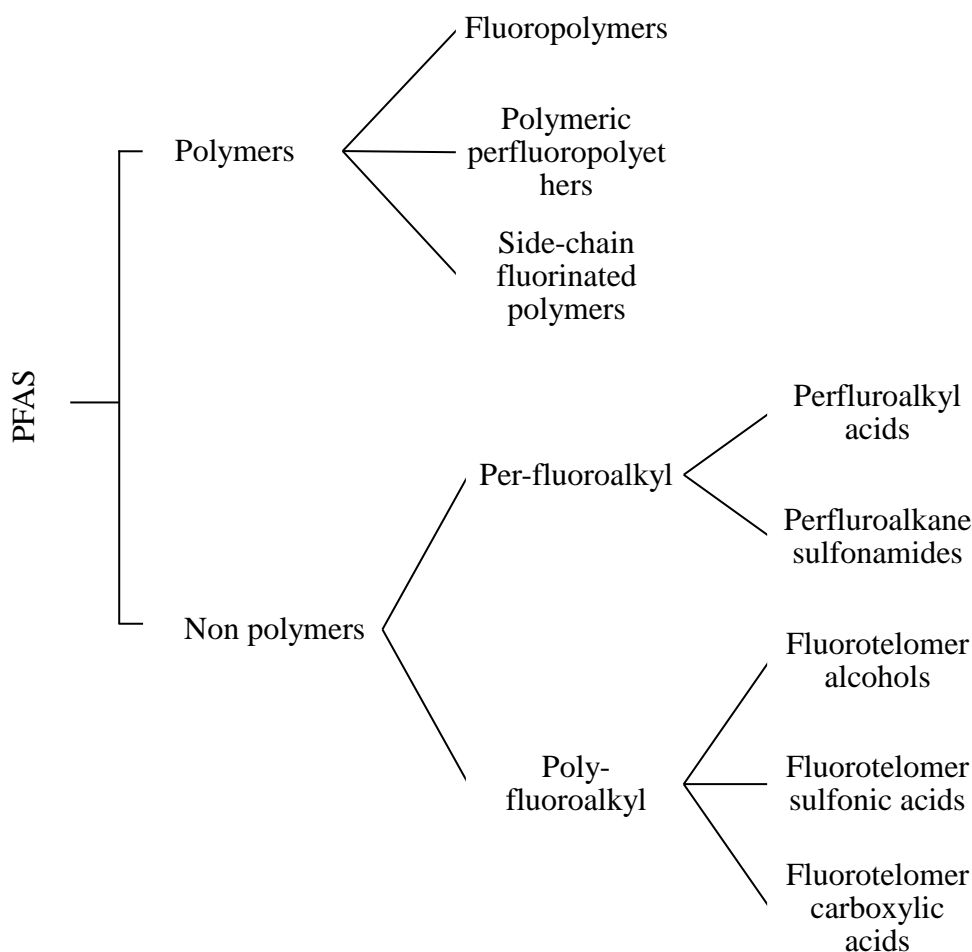 Fluoropolymers
Polymers
Polymeric
perfluoropolyet
hers
Side-chain
fluorinated
polymers
PFAS
Perfluroalkyl
acids
Per-fluoroalkyl
Perfluroalkane
sulfonamides
Non polymers
Fluorotelomer
alcohols
Poly-
fluoroalkyl
Fluorotelomer
sulfonic acids
Fluorotelomer
carboxylic
acids